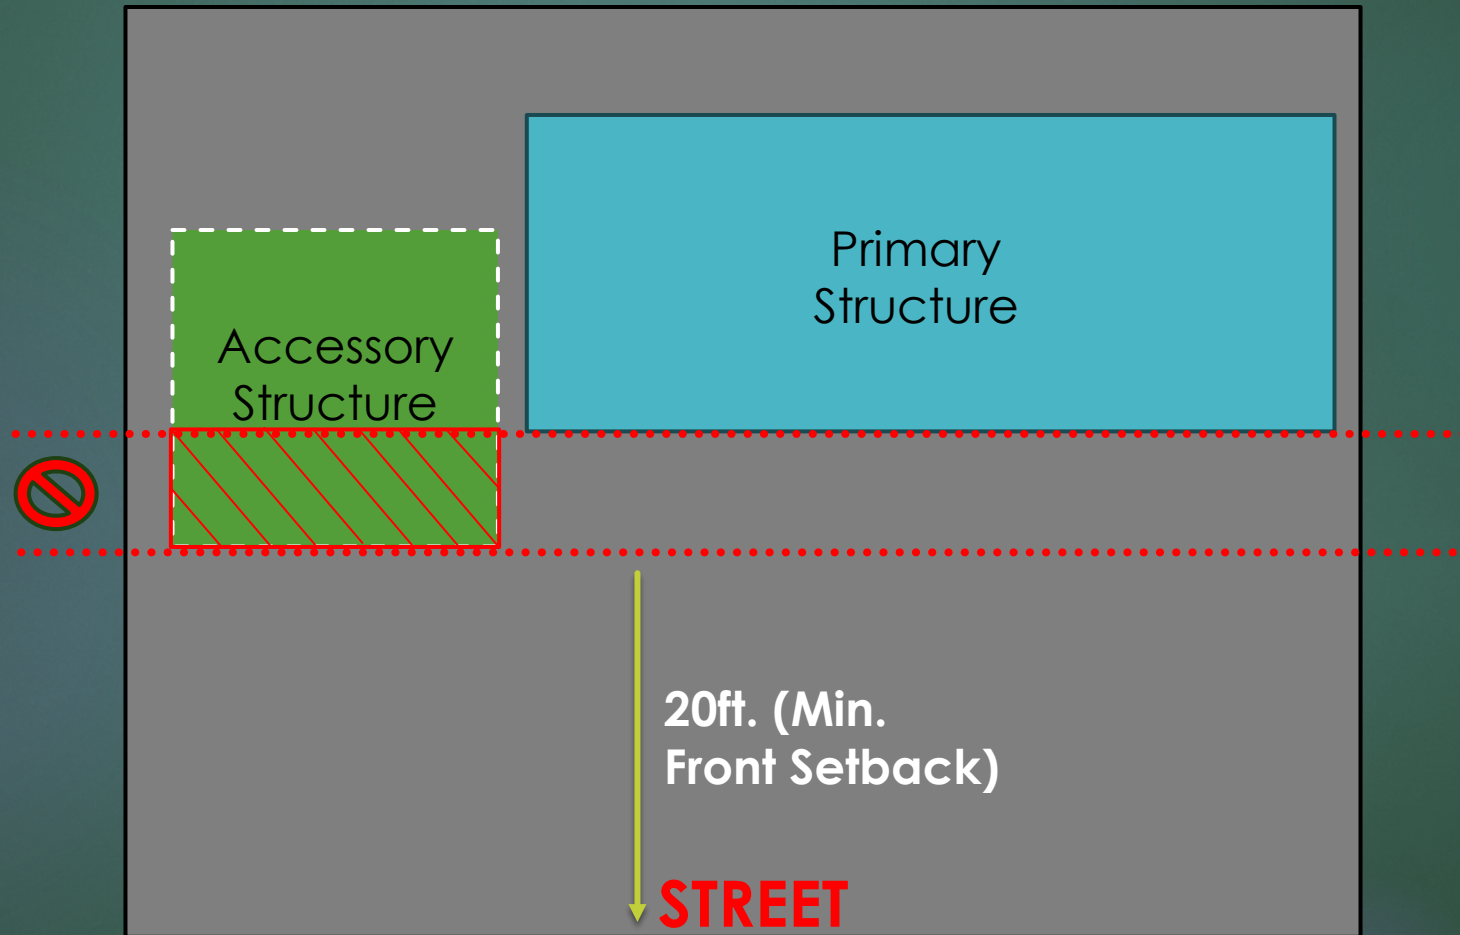 Primary
Structure
Accessory
Structure
20ft. (Min.
Front Setback)
STREET